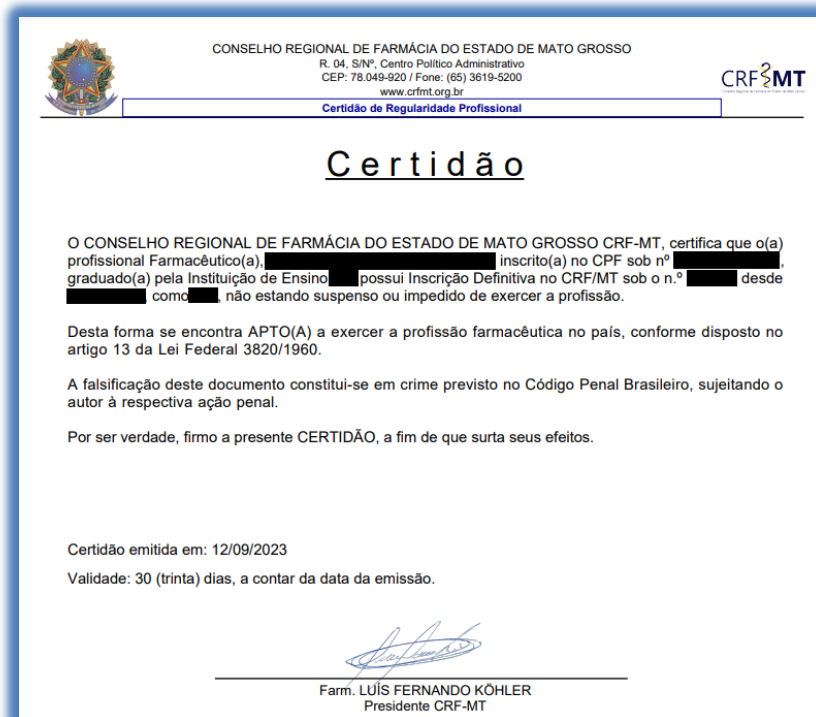 CONSELHO REGIONAL DE FARMÁCIA DO ESTADO DE MATO GROSSO
R. 04, S/Nº, Centro Político Administrativo
CEP: 78.049-920 / Fone: (65) 3619-5200
www.crfmt.org.br
CRF MT
Certidão de Regularidade Profissional
Certidão
O CONSELHO REGIONAL DE FARMÁCIA DO ESTADO DE MATO GROSSO CRF-MT, certifica que o(a)
profissional Farmacêutico(a), inscrito(a) no CPF sob nº ,
graduado(a) pela Instituição de Ensino possui Inscrição Definitiva no CRF/MT sob o n.º desde
, como , não estando suspenso ou impedido de exercer a profissão.
Desta forma se encontra APTO(A) a exercer a profissão farmacêutica no país, conforme disposto no
artigo 13 da Lei Federal 3820/1960.
A falsificação deste documento constitui-se em crime previsto no Código Penal Brasileiro, sujeitando o
autor à respectiva ação penal.
Por ser verdade, firmo a presente CERTIDÃO, a fim de que surta seus efeitos.
Certidão emitida em: 12/09/2023
Validade: 30 (trinta) dias, a contar da data da emissão.
Farm. LUÍS FERNANDO KÖHLER
Presidente CRF-MT